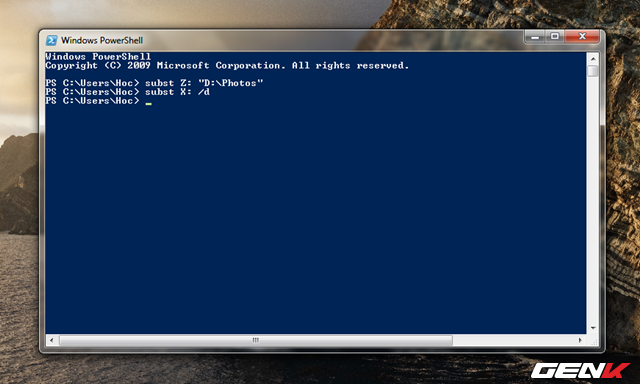 Windows PowerShell
Windows PowerShell
Copyright (C) 2009 Microsoft Corporation. All rights reserved.
PS C:\Users\Hoc> subst Z: "D:\Photos"
PS C:\Users\Hoc> subst X: /d
PS C:\Users\Hoc> _
GENK